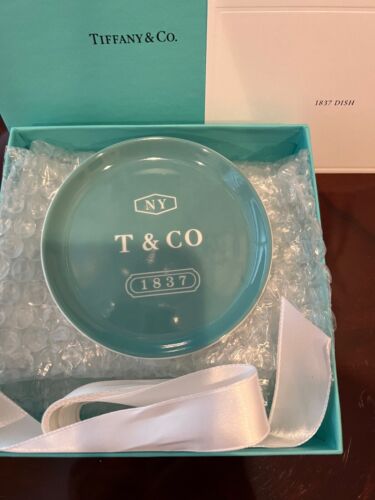 TIFFANY & CO.
1837 DISH
NY
T & CO
1837